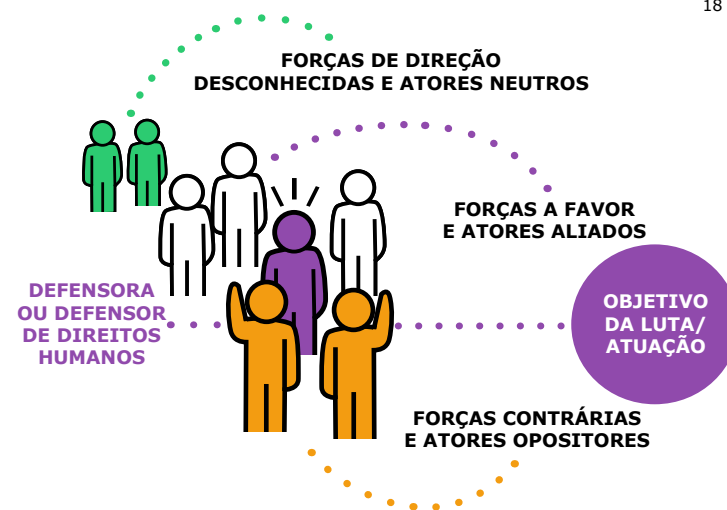 18
FORÇAS DE DIREÇÃO
DESCONHECIDAS E ATORES NEUTROS
FORÇAS A FAVOR
E ATORES ALIADOS
DEFENSORA
OU DEFENSOR
DE DIREITOS
HUMANOS
OBJETIVO
DA LUTA/
ATUAÇÃO
FORÇAS CONTRÁRIAS
E ATORES OPOSITORES